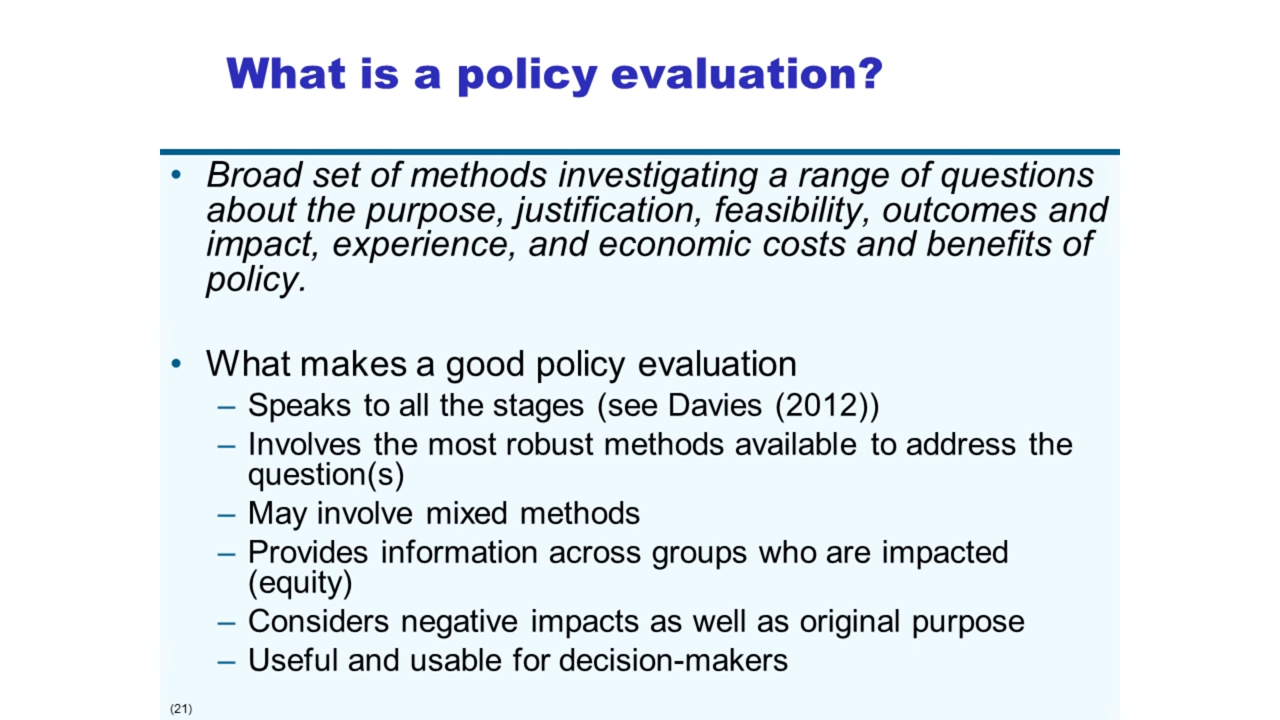 What is a policy evaluation?
• Broad set of methods investigating a range of questions
about the purpose, justification, feasibility, outcomes and
impact, experience, and economic costs and benefits of
policy.
• What makes a good policy evaluation
– Speaks to all the stages (see Davies (2012))
– Involves the most robust methods available to address the
question(s)
– May involve mixed methods
– Provides information across groups who are impacted
(equity)
– Considers negative impacts as well as original purpose
– Useful and usable for decision-makers
(21)